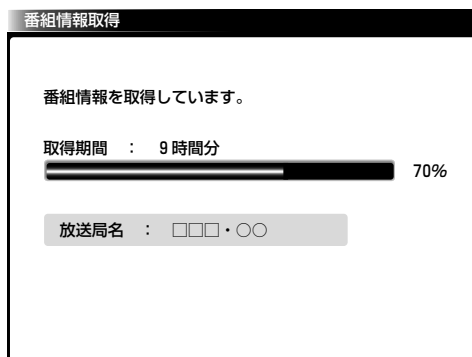 番組情報取得
番組情報を取得しています。
取得期間 : 9時間分
70%
放送局名 : □□□・○○